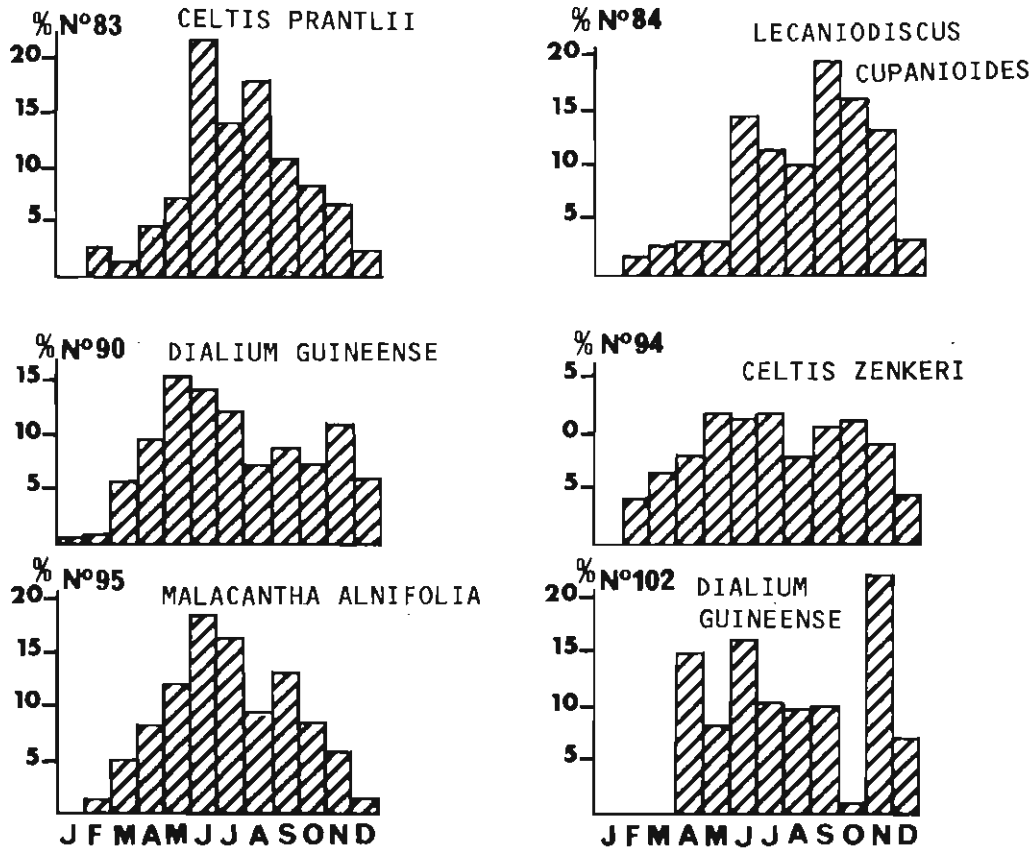 % N°83 CELTIS PRANTLII
20
15
10
5
% N°84 LECANIODISCUS
CUPANIOIDES
20
15
10
5
% N°90 DIALIUM GUINEENSE
15
10
5
% N°94
CELTIS ZENKERI
5
0
5
% N°95
MALACANTHA ALNIFOLIA
20
15
10
5
J F M A M J J A S O N D
% N°102 DIALIUM
GUINEENSE
20
15
10
5
J F M A M J J A S O N D